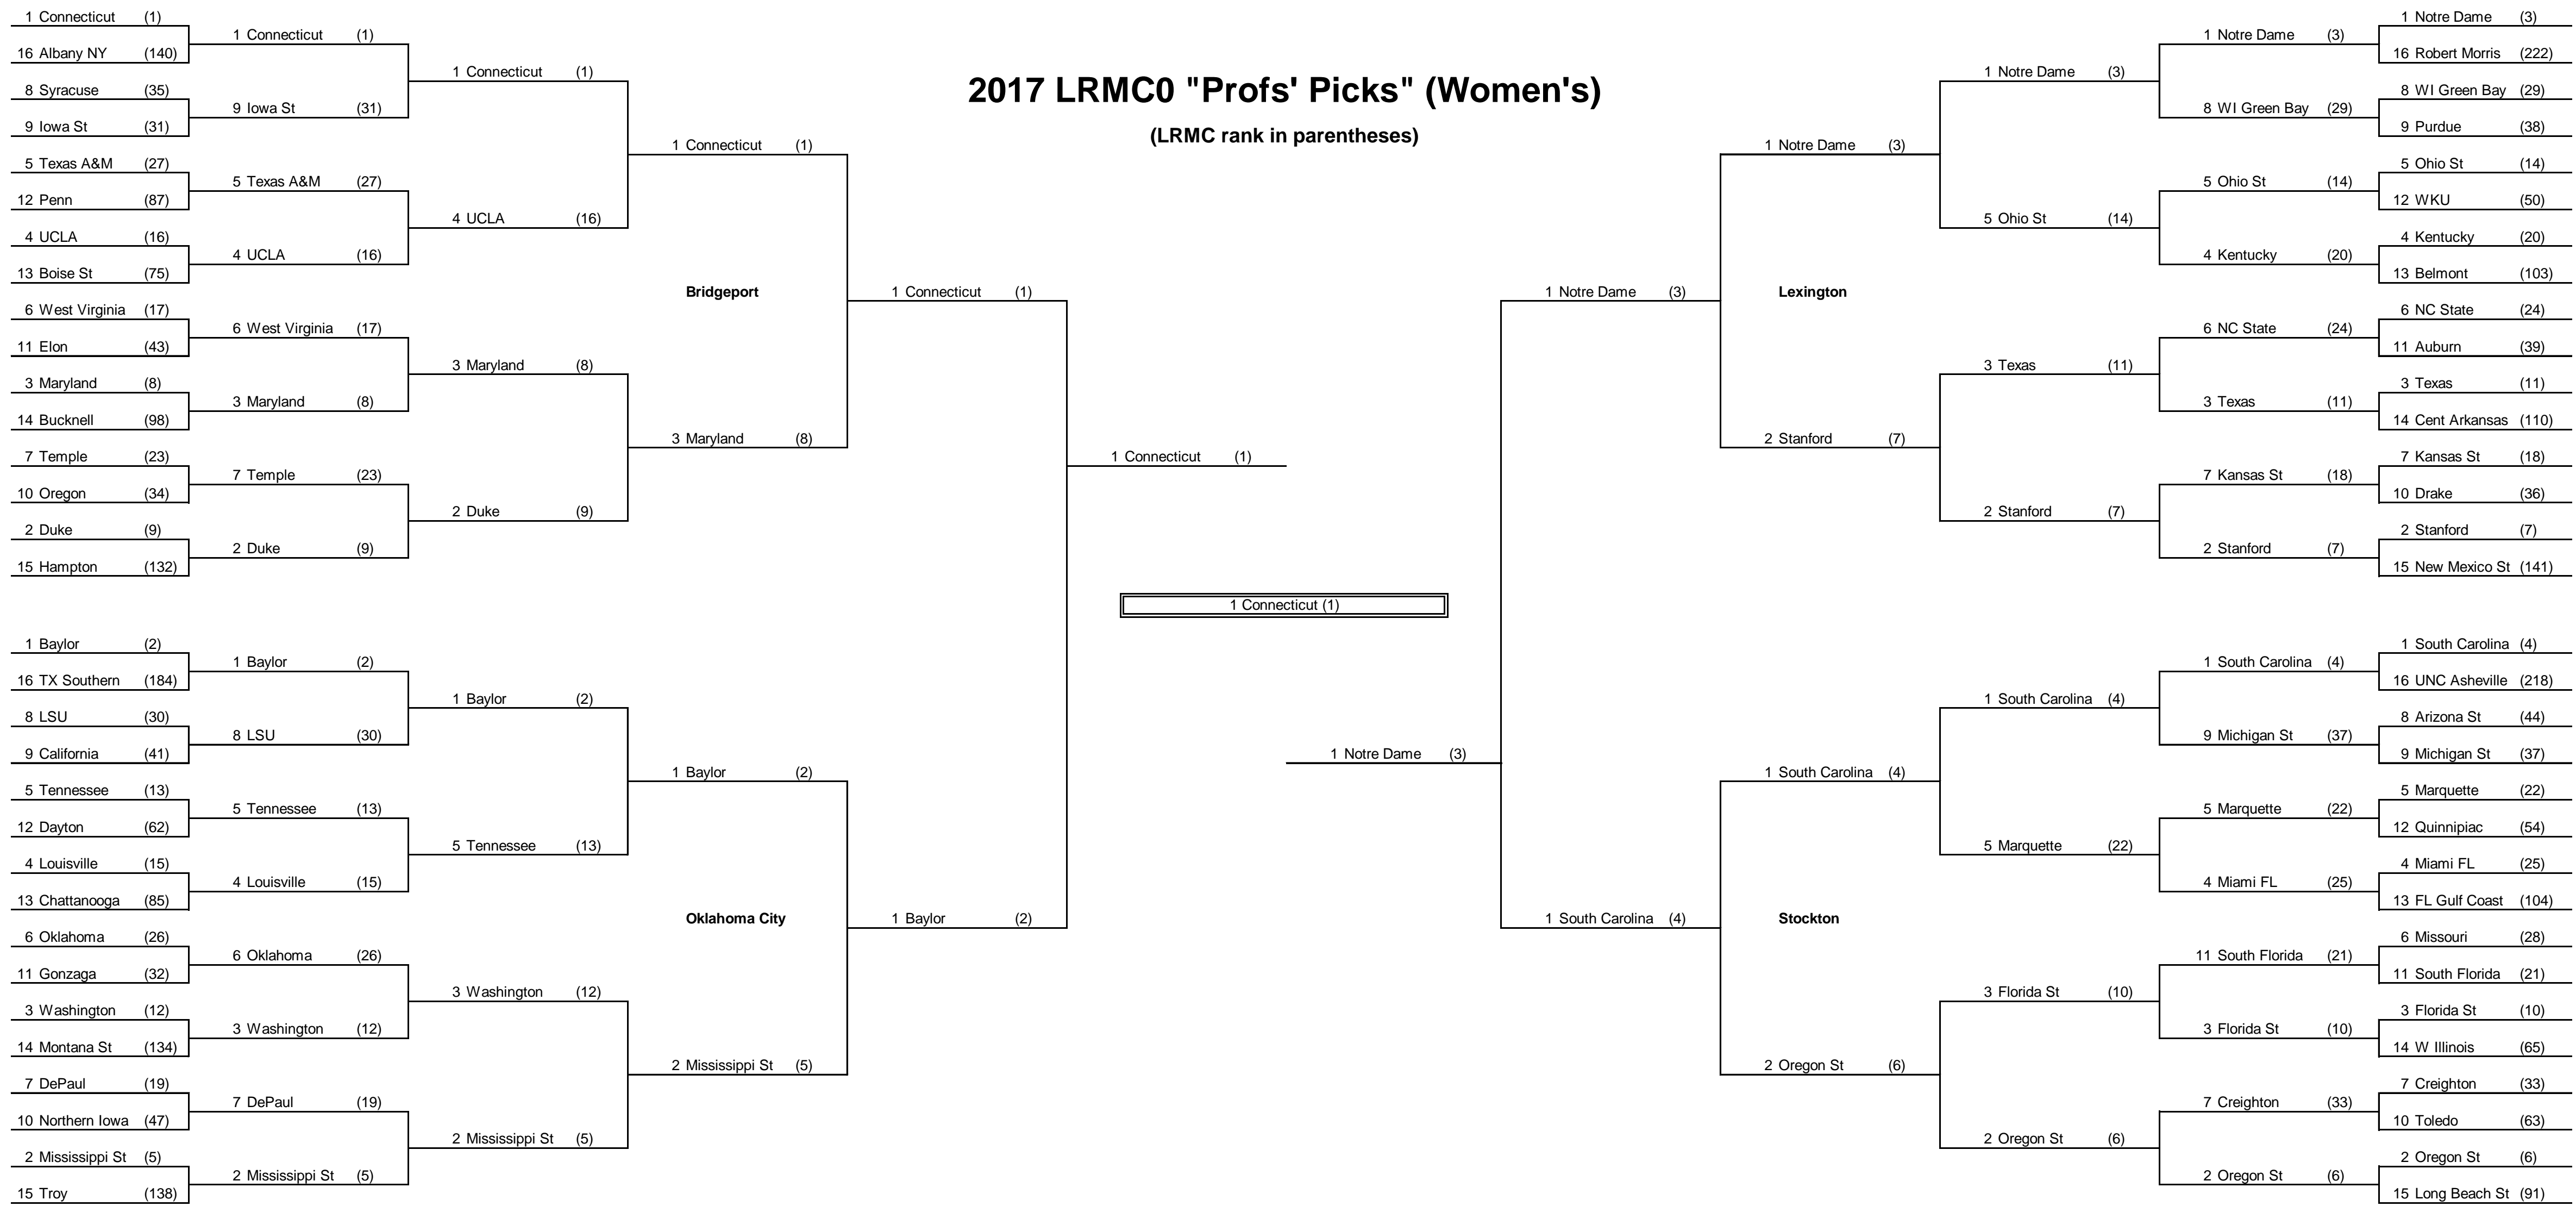 2017 LRMC0 "Profs' Picks" (Women's)
(LRMC rank in parentheses)
1 Connecticut (1)
16 Albany NY (140)
8 Syracuse (35)
9 Iowa St (31)
5 Texas A&M (27)
12 Penn (87)
4 UCLA (16)
13 Boise St (75)
6 West Virginia (17)
11 Elon (43)
3 Maryland (8)
14 Bucknell (98)
7 Temple (23)
10 Oregon (34)
2 Duke (9)
15 Hampton (132)
1 Connecticut (1)
9 Iowa St (31)
5 Texas A&M (27)
4 UCLA (16)
6 West Virginia (17)
3 Maryland (8)
7 Temple (23)
2 Duke (9)
1 Connecticut (1)
4 UCLA (16)
3 Maryland (8)
2 Duke (9)
1 Connecticut (1)
Bridgeport
3 Maryland (8)
1 Connecticut (1)
1 Baylor (2)
16 TX Southern (184)
8 LSU (30)
9 California (41)
5 Tennessee (13)
12 Dayton (62)
4 Louisville (15)
13 Chattanooga (85)
6 Oklahoma (26)
11 Gonzaga (32)
3 Washington (12)
14 Montana St (134)
7 DePaul (19)
10 Northern Iowa (47)
2 Mississippi St (5)
15 Troy (138)
1 Baylor (2)
8 LSU (30)
5 Tennessee (13)
4 Louisville (15)
6 Oklahoma (26)
3 Washington (12)
7 DePaul (19)
2 Mississippi St (5)
1 Baylor (2)
5 Tennessee (13)
3 Washington (12)
2 Mississippi St (5)
1 Baylor (2)
Oklahoma City
2 Mississippi St (5)
1 Baylor (2)
1 Connecticut (1)
1 Connecticut (1)
1 Notre Dame (3)
1 Notre Dame (3)
1 Notre Dame (3)
Lexington
2 Stanford (7)
1 Notre Dame (3)
5 Ohio St (14)
3 Texas (11)
2 Stanford (7)
1 Notre Dame (3)
8 WI Green Bay (29)
5 Ohio St (14)
4 Kentucky (20)
6 NC State (24)
3 Texas (11)
7 Kansas St (18)
2 Stanford (7)
1 Notre Dame (3)
16 Robert Morris (222)
8 WI Green Bay (29)
9 Purdue (38)
5 Ohio St (14)
12 WKU (50)
4 Kentucky (20)
13 Belmont (103)
6 NC State (24)
11 Auburn (39)
3 Texas (11)
14 Cent Arkansas (110)
7 Kansas St (18)
10 Drake (36)
2 Stanford (7)
15 New Mexico St (141)
1 South Carolina (4)
1 South Carolina (4)
Stockton
2 Oregon St (6)
1 South Carolina (4)
5 Marquette (22)
3 Florida St (10)
2 Oregon St (6)
1 South Carolina (4)
9 Michigan St (37)
5 Marquette (22)
4 Miami FL (25)
11 South Florida (21)
3 Florida St (10)
7 Creighton (33)
2 Oregon St (6)
1 South Carolina (4)
16 UNC Asheville (218)
8 Arizona St (44)
9 Michigan St (37)
5 Marquette (22)
12 Quinnipiac (54)
4 Miami FL (25)
13 FL Gulf Coast (104)
6 Missouri (28)
11 South Florida (21)
3 Florida St (10)
14 W Illinois (65)
7 Creighton (33)
10 Toledo (63)
2 Oregon St (6)
15 Long Beach St (91)